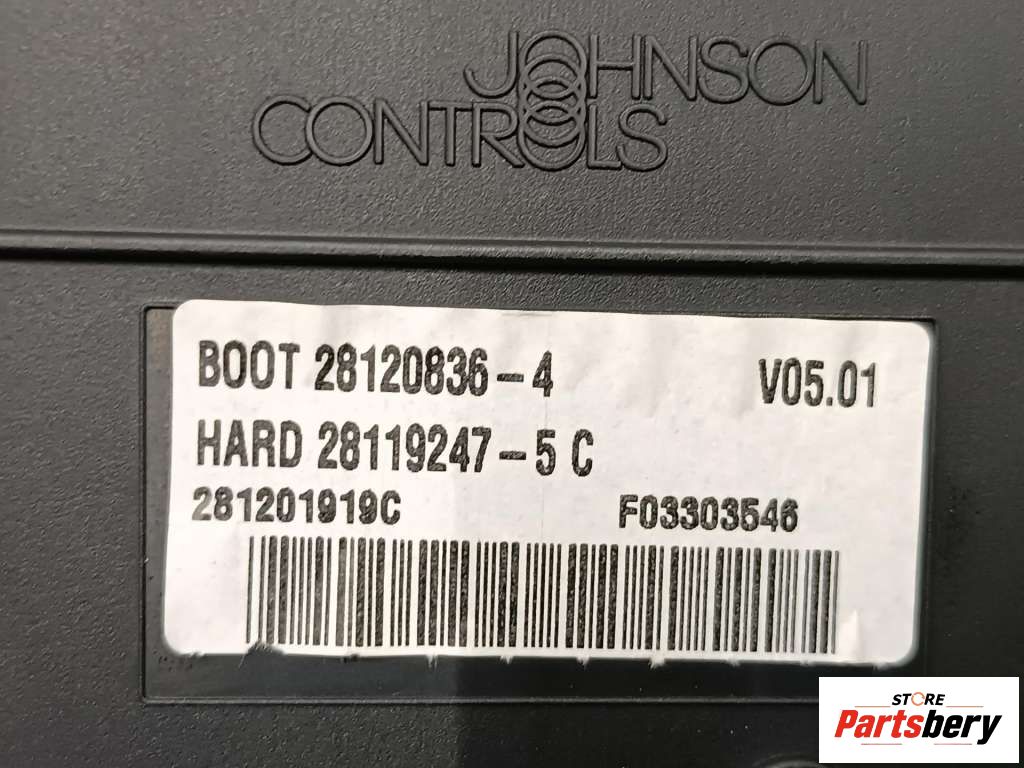 JOHNSON
CONTROLS
BOOT 28120836-4 V05.01
HARD 28119247-5 C
281201919C F03303546
STORE
Partsbery